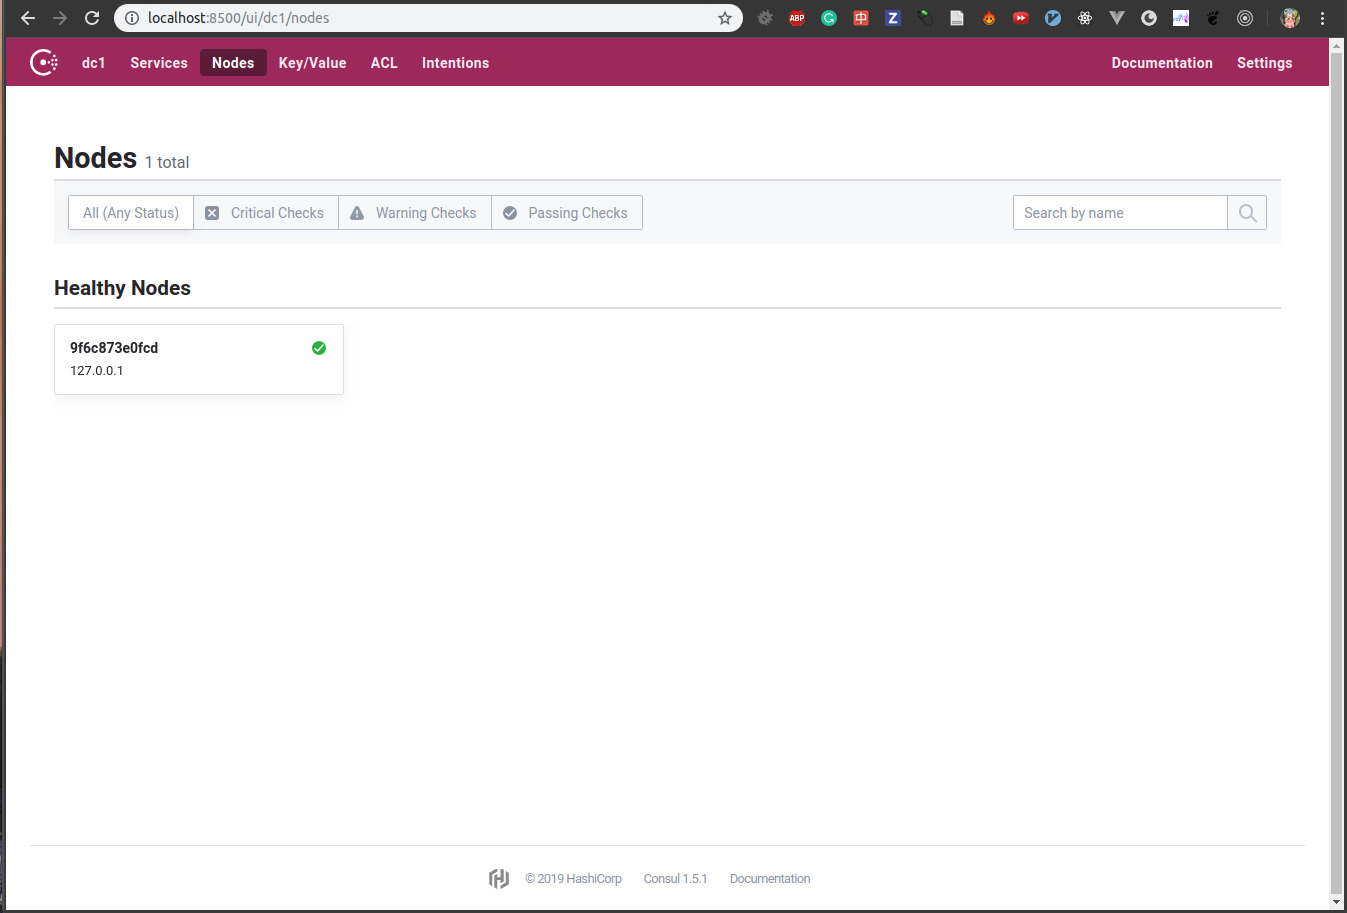 localhost:8500/ui/dc1/nodes
ABP
G
中
Z
dc1 Services Nodes Key/Value ACL Intentions Documentation Settings
Nodes 1 total
All (Any Status) Critical Checks Warning Checks Passing Checks Search by name
Healthy Nodes
9f6c873e0fcd
127.0.0.1
© 2019 HashiCorp Consul 1.5.1 Documentation